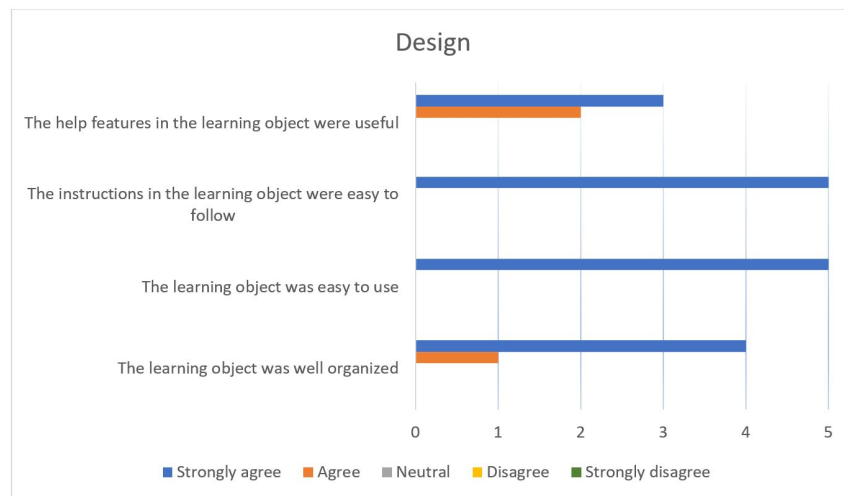 Design
The help features in the learning object were useful
The instructions in the learning object were easy to
follow
The learning object was easy to use
The learning object was well organized
0 1 2 3 4 5
Strongly agree Agree Neutral Disagree Strongly disagree